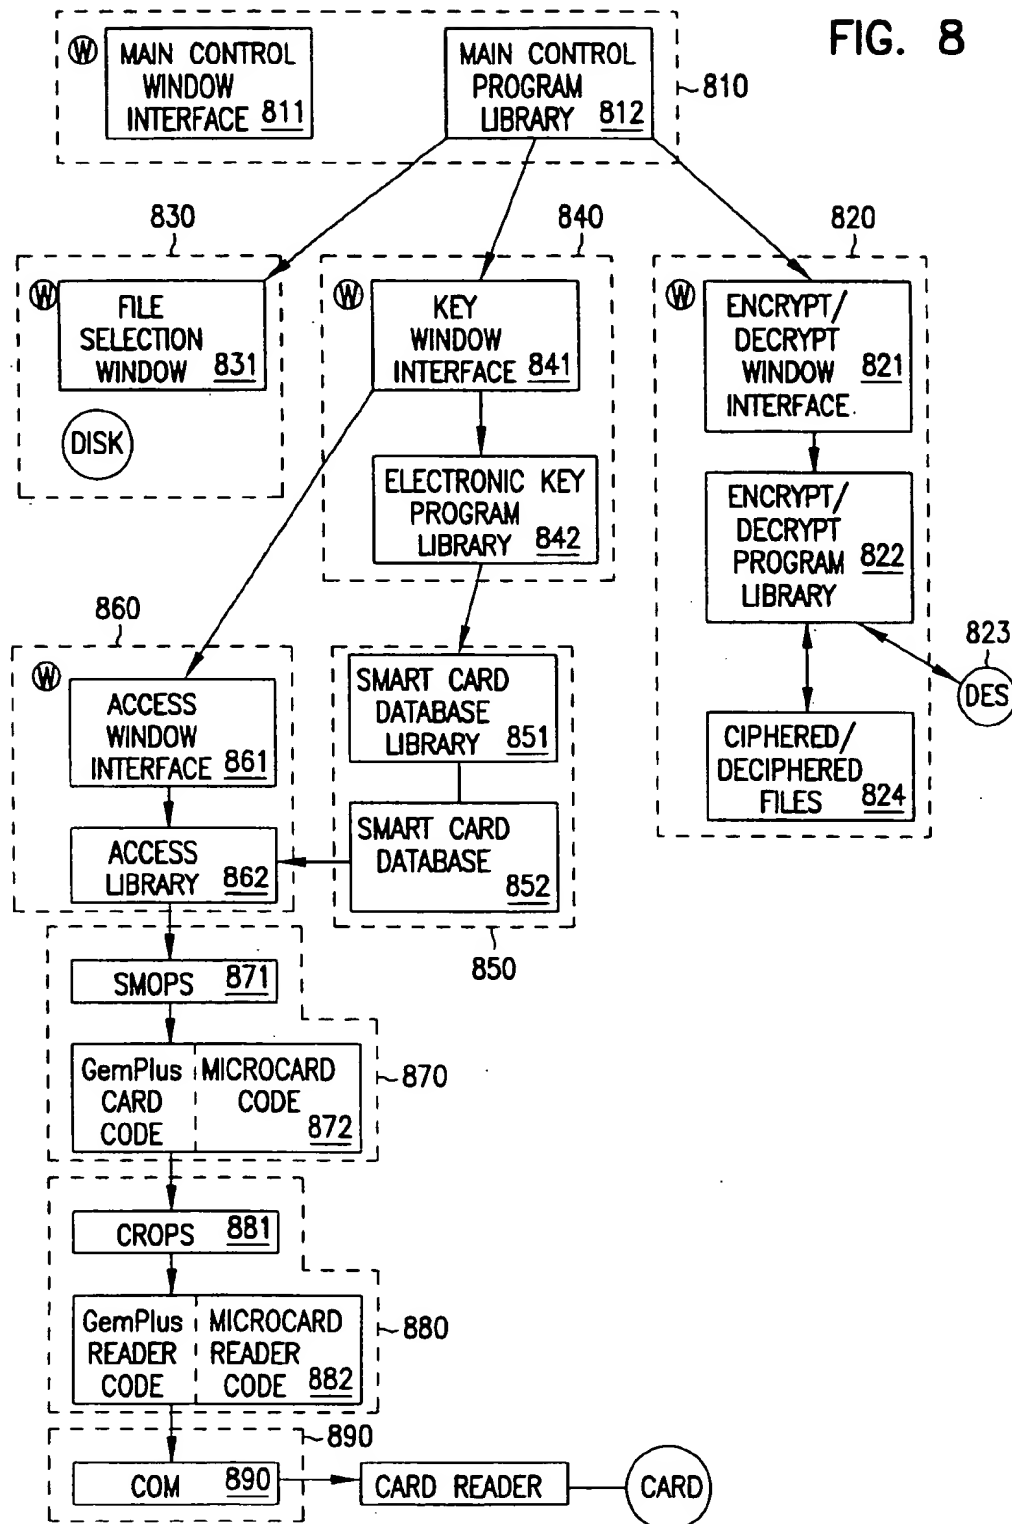 FIG. 8
W
MAIN CONTROL
WINDOW
INTERFACE 811
MAIN CONTROL
PROGRAM
LIBRARY 812
810
830
W
FILE
SELECTION
WINDOW 831
DISK
840
W
KEY
WINDOW
INTERFACE 841
ELECTRONIC KEY
PROGRAM
LIBRARY 842
820
W
ENCRYPT/
DECRYPT
WINDOW 821
INTERFACE
ENCRYPT/
DECRYPT
PROGRAM 822
LIBRARY
823
DES
CIPHERED/
DECIPHERED
FILES 824
860
W
ACCESS
WINDOW
INTERFACE 861
ACCESS
LIBRARY 862
SMART CARD
DATABASE
LIBRARY 851
SMART CARD
DATABASE
852
850
SMOPS 871
GemPlus
CARD
CODE
MICROCARD
CODE
872
870
CROPS 881
GemPlus
READER
CODE
MICROCARD
READER
CODE 882
880
890
COM 890
CARD READER
CARD